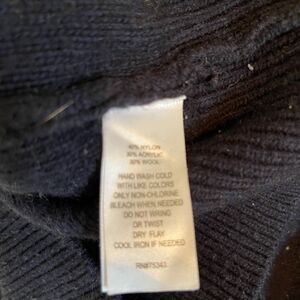 40% NYLON
30% ACRYLIC
30% WOOL
HAND WASH COLD
WITH LIKE COLORS
ONLY NON-CHLORINE
BLEACH WHEN NEEDED
DO NOT WRING
OR TWIST
DRY FLAY
COOL IRON IF NEEDED
RN#75343